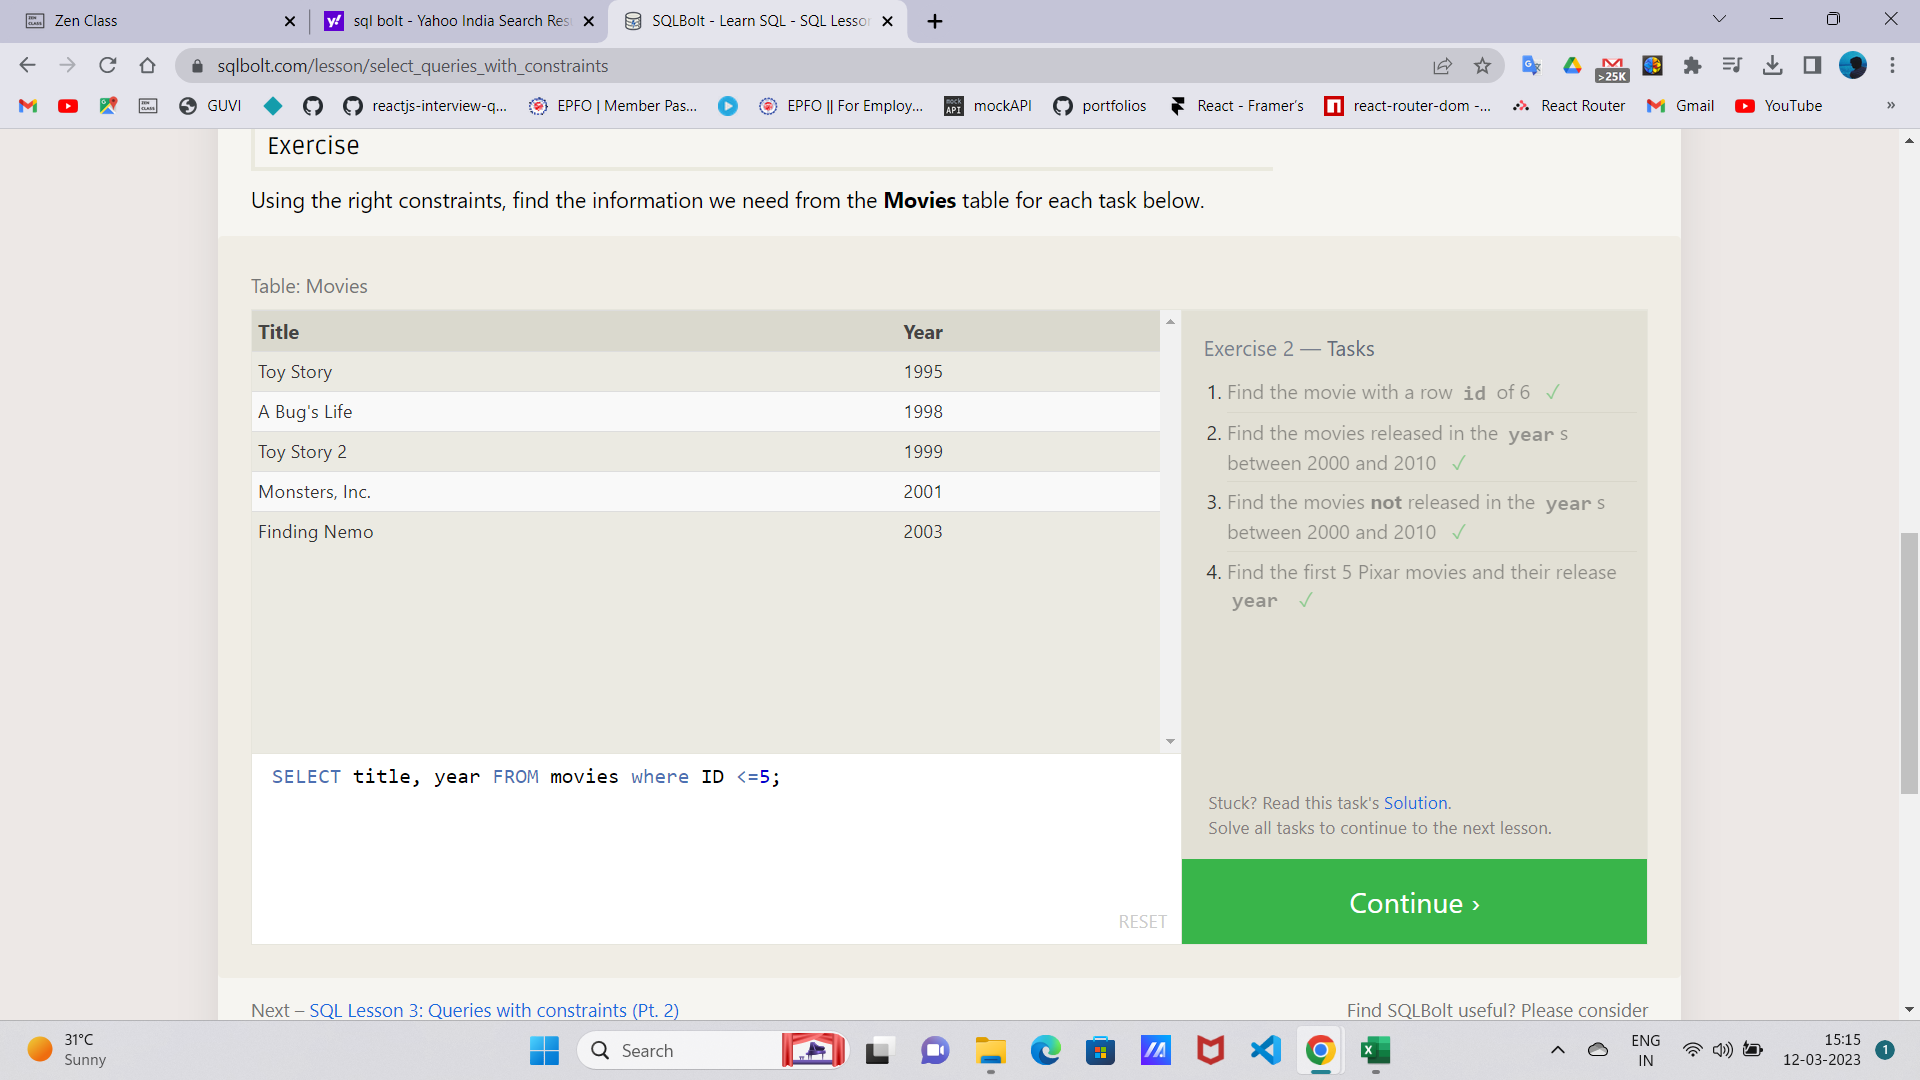 Zen Class
sql bolt - Yahoo India Search Res
SQLBolt - Learn SQL - SQL Lesson
sqlbolt.com/lesson/select_queries_with_constraints
>25K
GUVI
reactjs-interview-q...
EPFO | Member Pas...
EPFO || For Employ...
mockAPI
portfolios
React - Framer's
react-router-dom -...
React Router
Gmail
YouTube
»
Exercise
Using the right constraints, find the information we need from the Movies table for each task below.
Table: Movies
Title Year
Toy Story 1995
A Bug's Life 1998
Toy Story 2 1999
Monsters, Inc. 2001
Finding Nemo 2003
SELECT title, year FROM movies where ID <=5;
RESET
Exercise 2 — Tasks
1. Find the movie with a row id of 6 ✓
2. Find the movies released in the year s
between 2000 and 2010 ✓
3. Find the movies not released in the year s
between 2000 and 2010 ✓
4. Find the first 5 Pixar movies and their release
year ✓
Stuck? Read this task's Solution.
Solve all tasks to continue to the next lesson.
Continue ›
Next – SQL Lesson 3: Queries with constraints (Pt. 2)
Find SQLBolt useful? Please consider
31°C
Sunny
Search
ENG
IN
15:15
12-03-2023
1